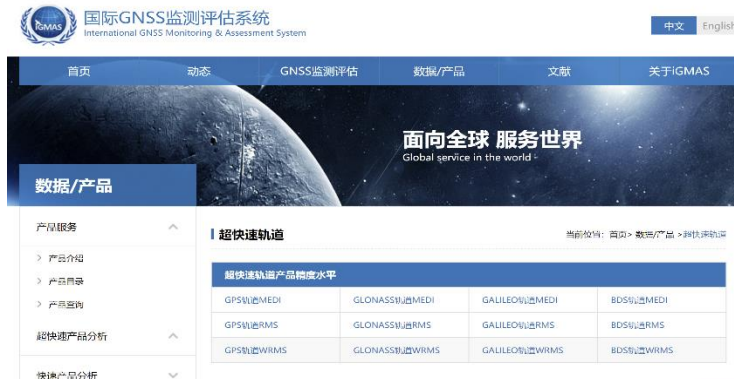 iGMAS
国际GNSS监测评估系统
International GNSS Monitoring & Assessment System
中文 English
首页 动态 GNSS监测评估 数据/产品 文献 关于iGMAS
面向全球 服务世界
Global service in the world
数据/产品
产品服务
超快速轨道
当前位置: 首页> 数据/产品 >超快速轨道
> 产品介绍
> 产品目录
> 产品查询
超快速产品分析
快速产品分析
超快速轨道产品精度水平
GPS轨道MEDI GLONASS轨道MEDI GALILEO轨道MEDI BDS轨道MEDI
GPS轨道RMS GLONASS轨道RMS GALILEO轨道RMS BDS轨道RMS
GPS轨道WRMS GLONASS轨道WRMS GALILEO轨道WRMS BDS轨道WRMS